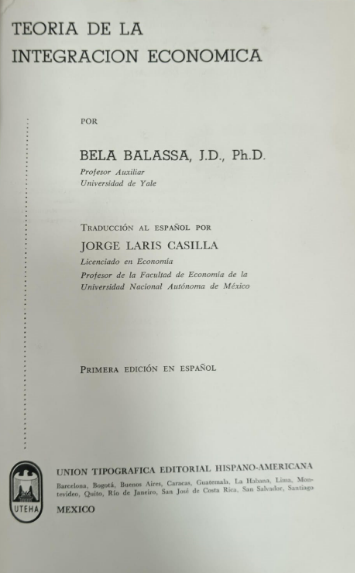 TEORIA DE LA
INTEGRACION ECONOMICA
POR
BELA BALASSA, J.D., Ph.D.
Profesor Auxiliar
Universidad de Yale
TRADUCCIÓN AL ESPAÑOL POR
JORGE LARIS CASILLA
Licenciado en Economía
Profesor de la Facultad de Economía de la
Universidad Nacional Autónoma de México
PRIMERA EDICIÓN EN ESPAÑOL
UNION TIPOGRAFICA EDITORIAL HISPANO-AMERICANA
Barcelona, Bogotá, Buenos Aires, Caracas, Guatemala, La Habana, Lima, Mon-
tevideo, Quito, Río de Janeiro, San José de Costa Rica, San Salvador, Santiago
MEXICO
UTEHA